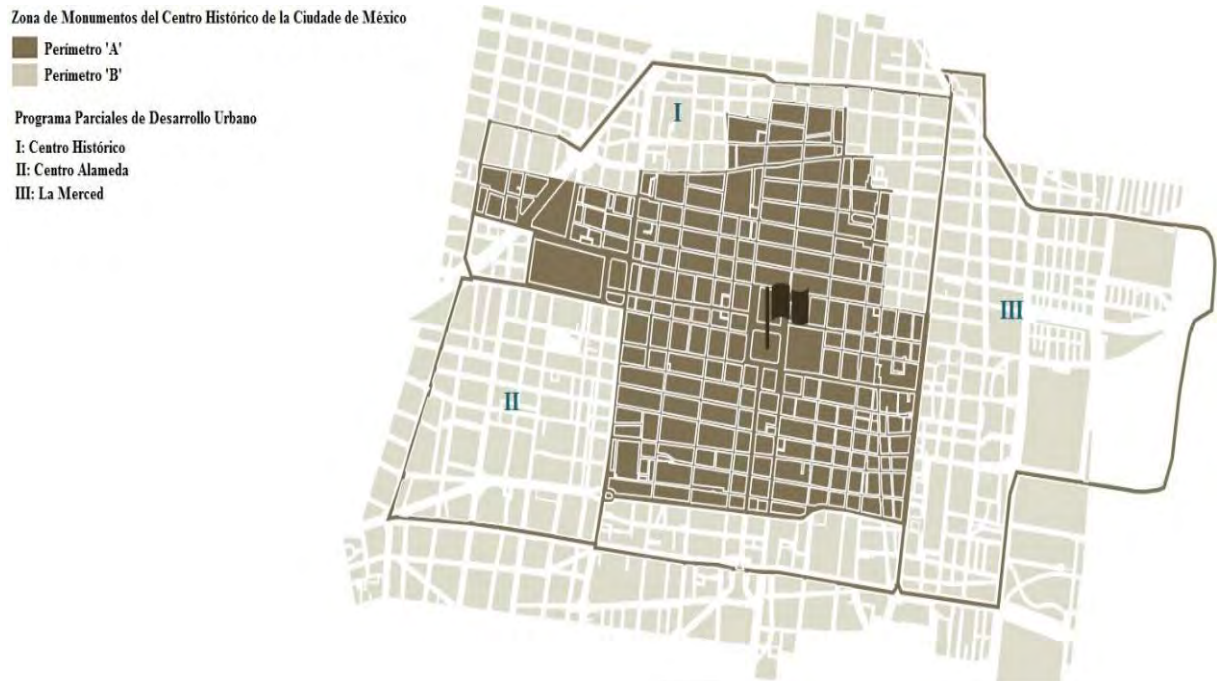 Zona de Monumentos del Centro Histórico de la Ciudade de México
Perímetro 'A'
Perímetro 'B'
Programa Parciales de Desarrollo Urbano
I: Centro Histórico
II: Centro Alameda
III: La Merced
I
II
III